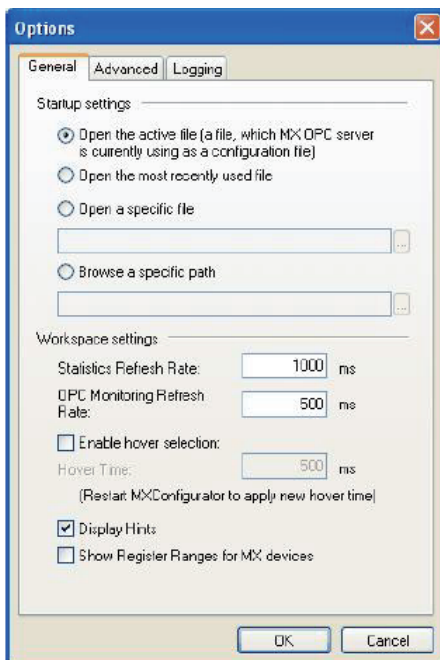 Options
General Advanced Logging
Startup settings
Open the active file (a file, which MX OPC server
is currently using as a configuration file)
Open the most recently used file
Open a specific file
...
Browse a specific path
...
Workspace settings
Statistics Refresh Rate: 1000 ms
OPC Monitoring Refresh
Rate: 500 ms
Enable hover selection:
Hover Time: 500 ms
(Restart MXConfigurator to apply new hover time)
Display Hints
Show Register Ranges for MX devices
OK Cancel